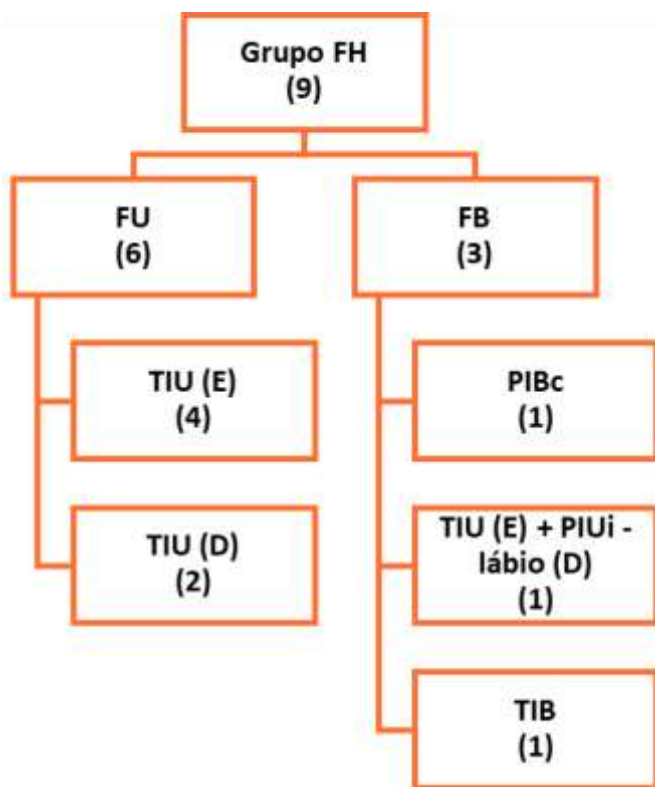 Grupo FH
(9)
FU
(6)
FB
(3)
TIU (E)
(4)
TIU (D)
(2)
PIBc
(1)
TIU (E) + PIUi -
lábio (D)
(1)
TIB
(1)